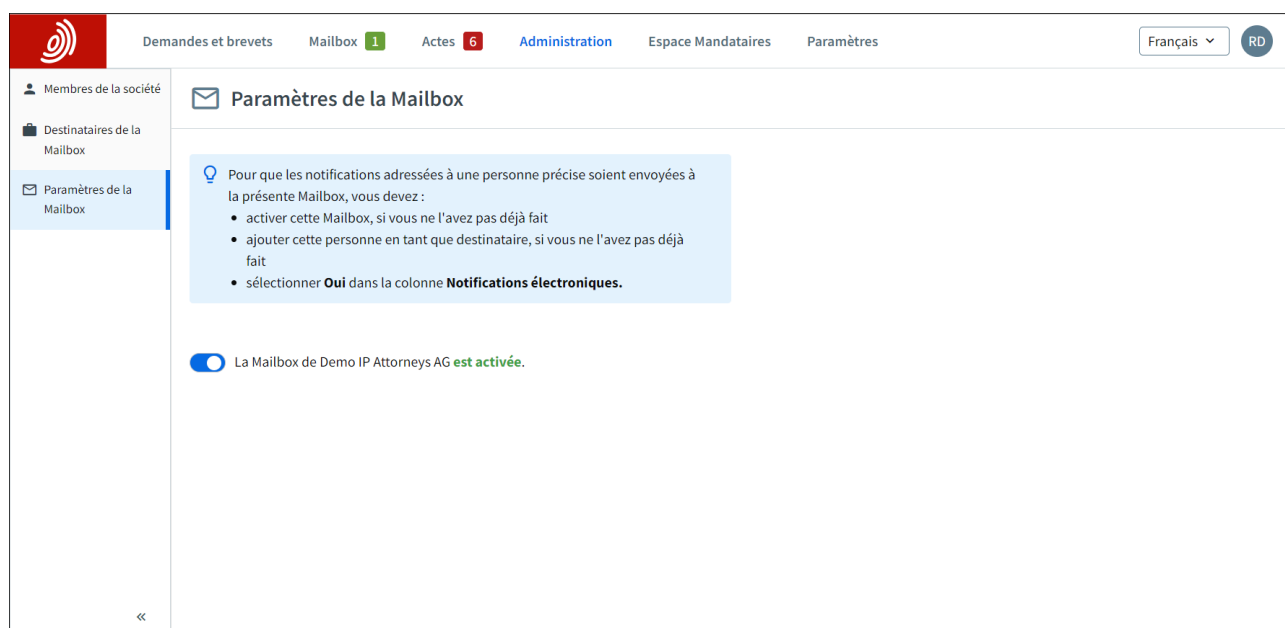 Demandes et brevets Mailbox 1 Actes 6 Administration Espace Mandataires Paramètres Français RD
Membres de la société
Destinataires de la
Mailbox
Paramètres de la
Mailbox
Paramètres de la Mailbox
Pour que les notifications adressées à une personne précise soient envoyées à
la présente Mailbox, vous devez :
• activer cette Mailbox, si vous ne l'avez pas déjà fait
• ajouter cette personne en tant que destinataire, si vous ne l'avez pas déjà
fait
• sélectionner Oui dans la colonne Notifications électroniques.
La Mailbox de Demo IP Attorneys AG est activée.
«